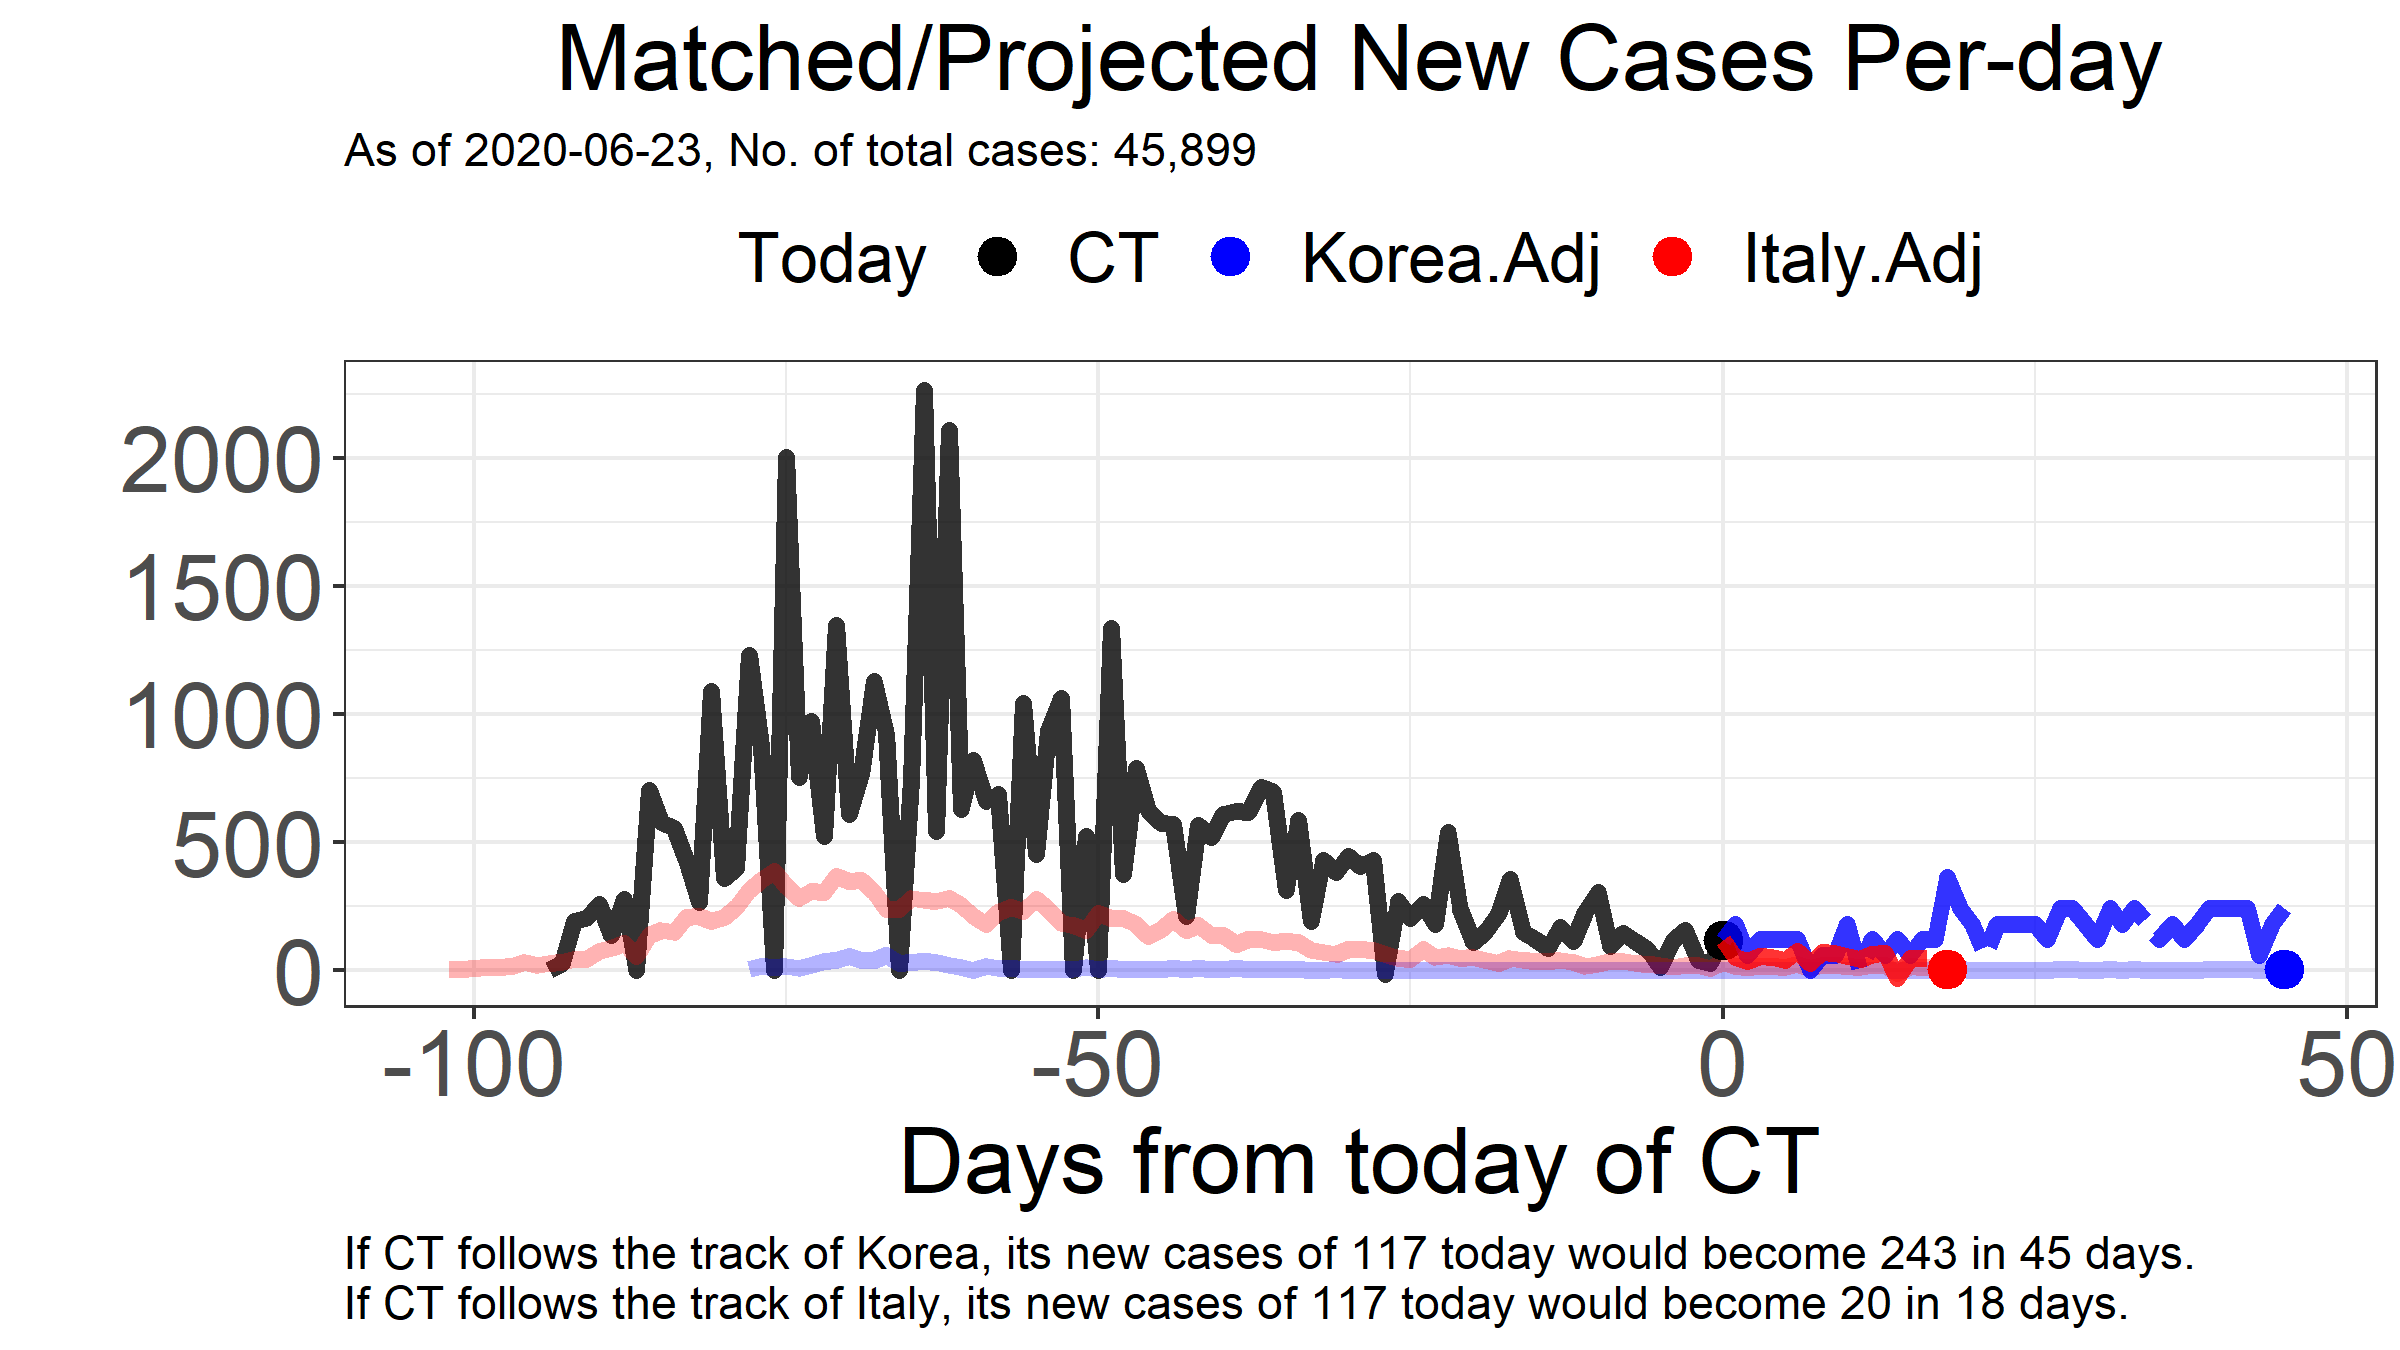 Matched/Projected New Cases Per-day
As of 2020-06-23, No. of total cases: 45,899
Today CT Korea.Adj Italy.Adj
2000
1500
1000
500
0
-100 -50 0 50
Days from today of CT
If CT follows the track of Korea, its new cases of 117 today would become 243 in 45 days.
If CT follows the track of Italy, its new cases of 117 today would become 20 in 18 days.